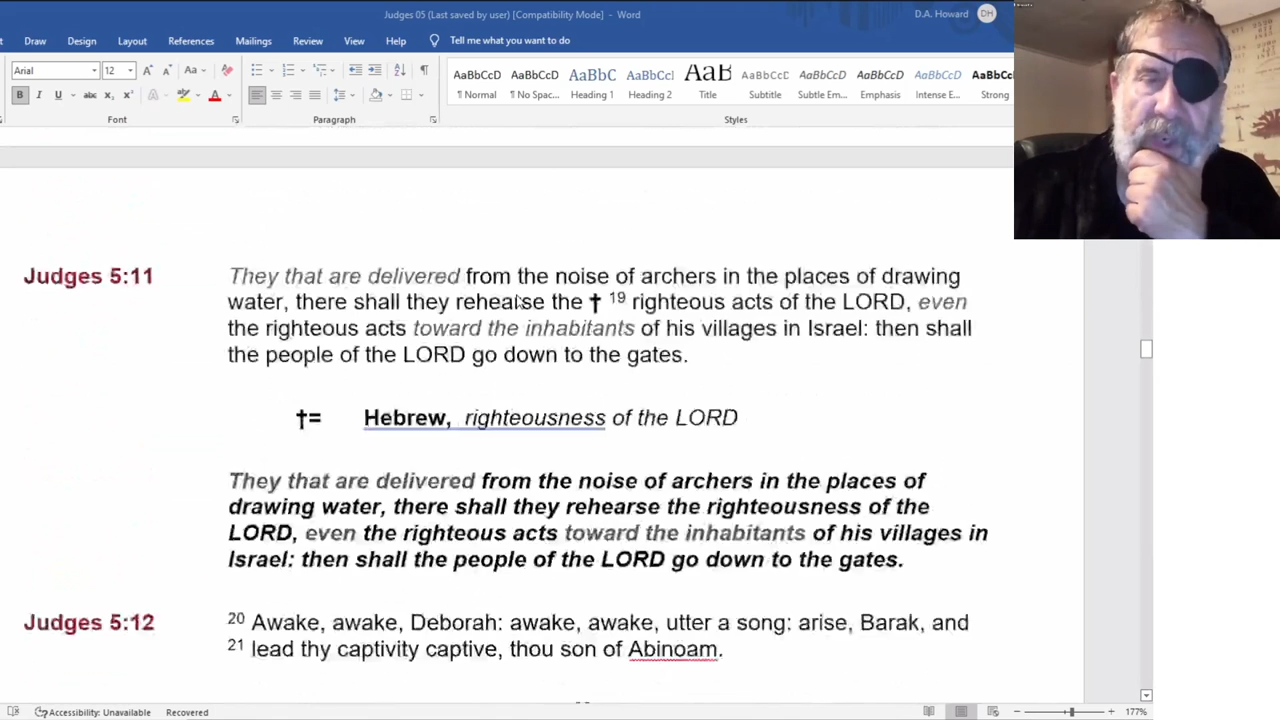 Judges 05 (Last saved by user) [Compatibility Mode] - Word
D.A. Howard DH
Draw Design Layout References Mailings Review View Help Tell me what you want to do
Arial 12 Aa
AaBbCcD AaBbCcD AaBbC AaBbCcl AaB AaBbCcD AaBbCcD AaBbCcD AaBbCcD AaBbCc
B I U abc x₂ x² A A
¶ Normal ¶ No Spac... Heading 1 Heading 2 Title Subtitle Subtle Em... Emphasis Intense E... Strong
Font Paragraph Styles
Judges 5:11 They that are delivered from the noise of archers in the places of drawing
water, there shall they rehearse the † 19 righteous acts of the LORD, even
the righteous acts toward the inhabitants of his villages in Israel: then shall
the people of the LORD go down to the gates.
†= Hebrew, righteousness of the LORD
They that are delivered from the noise of archers in the places of
drawing water, there shall they rehearse the righteousness of the
LORD, even the righteous acts toward the inhabitants of his villages in
Israel: then shall the people of the LORD go down to the gates.
Judges 5:12 20 Awake, awake, Deborah: awake, awake, utter a song: arise, Barak, and
21 lead thy captivity captive, thou son of Abinoam.
Accessibility: Unavailable Recovered 177%